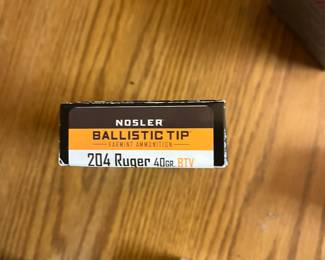 NOSLER
BALLISTIC TIP®
VARMINT AMMUNITION
204 Ruger 40GR. BTV